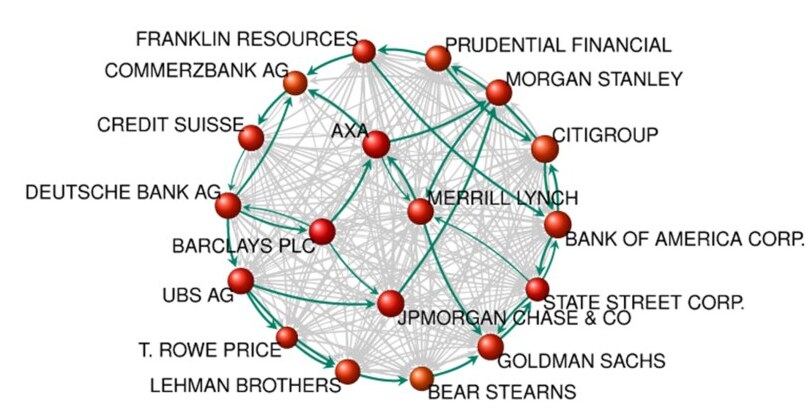 FRANKLIN RESOURCES
PRUDENTIAL FINANCIAL
COMMERZBANK AG
MORGAN STANLEY
CREDIT SUISSE
AXA
CITIGROUP
DEUTSCHE BANK AG
MERRILL LYNCH
BARCLAYS PLC
BANK OF AMERICA CORP.
UBS AG
STATE STREET CORP.
JPMORGAN CHASE & CO
T. ROWE PRICE
GOLDMAN SACHS
LEHMAN BROTHERS
BEAR STEARNS